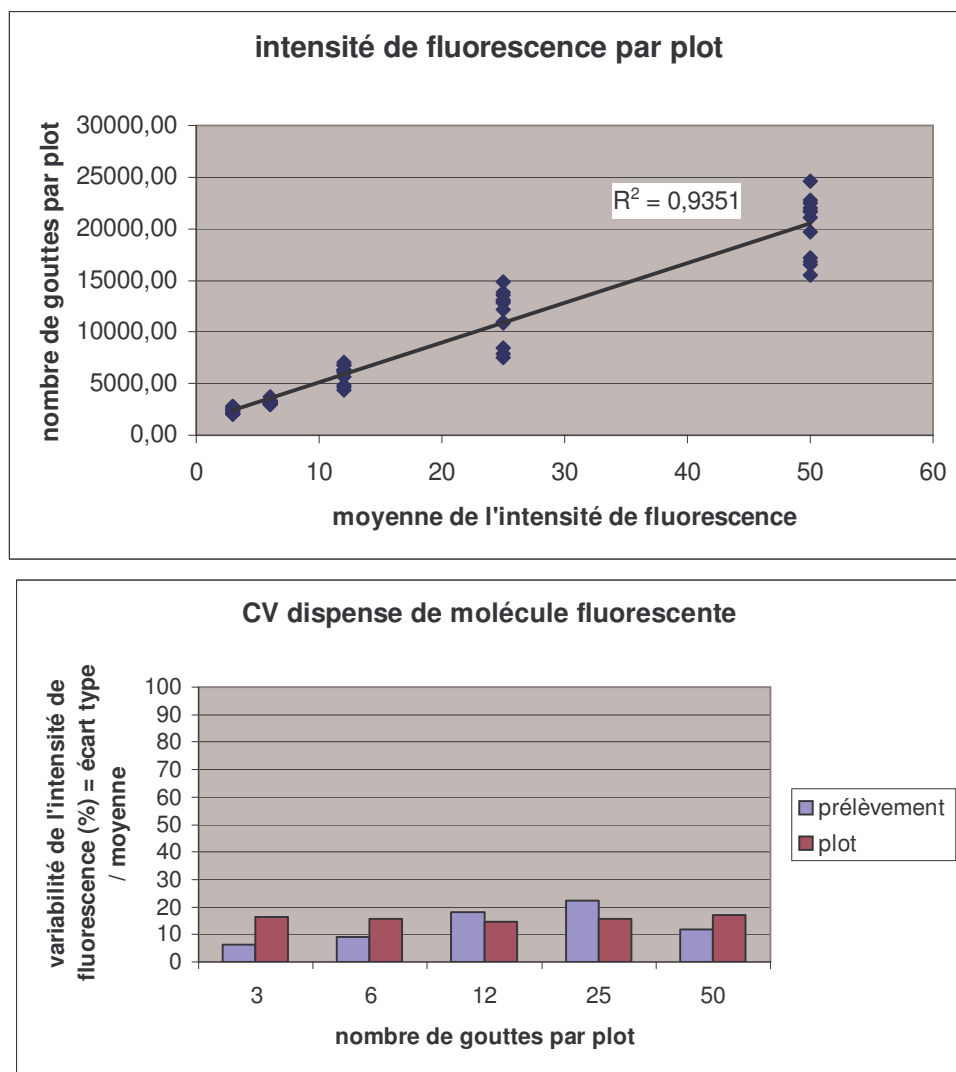 intensité de fluorescence par plot
nombre de gouttes par plot
30000,00
25000,00
20000,00
15000,00
10000,00
5000,00
0,00
R² = 0,9351
0 10 20 30 40 50 60
moyenne de l'intensité de fluorescence
CV dispense de molécule fluorescente
variabilité de l'intensité de
fluorescence (%) = écart type
/ moyenne
100
90
80
70
60
50
40
30
20
10
0
3 6 12 25 50
nombre de gouttes par plot
prélèvement
plot